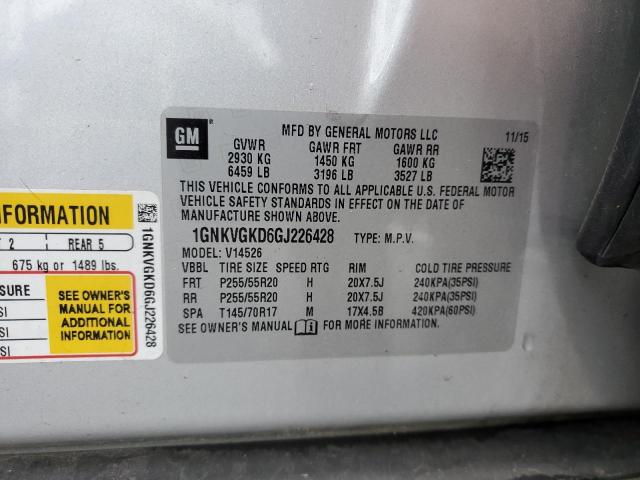 GM
MFD BY GENERAL MOTORS LLC
11/15
GVWR GAWR FRT GAWR RR
2930 KG 1450 KG 1600 KG
6459 LB 3196 LB 3527 LB
THIS VEHICLE CONFORMS TO ALL APPLICABLE U.S. FEDERAL MOTOR
VEHICLE SAFETY STANDARDS IN EFFECT ON THE DATE OF
MANUFACTURE SHOWN ABOVE.
1GNKVGKD6GJ226428 TYPE: M.P.V.
MODEL: V14526
VBBL TIRE SIZE SPEED RTG RIM COLD TIRE PRESSURE
FRT P255/55R20 H 20X7.5J 240KPA(35PSI)
RR P255/55R20 H 20X7.5J 240KPA(35PSI)
SPA T145/70R17 M 17X4.5B 420KPA(60PSI)
SEE OWNER'S MANUAL FOR MORE INFORMATION.
INFORMATION
2 REAR 5
675 kg or 1489 lbs.
SEE OWNER'S
MANUAL FOR
ADDITIONAL
INFORMATION
1GNKVGKD6GJ226428